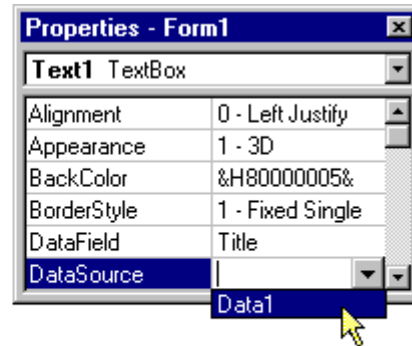 Properties - Form1
Text1 TextBox
Alignment 0 - Left Justify
Appearance 1 - 3D
BackColor &H80000005&
BorderStyle 1 - Fixed Single
DataField Title
DataSource
Data1